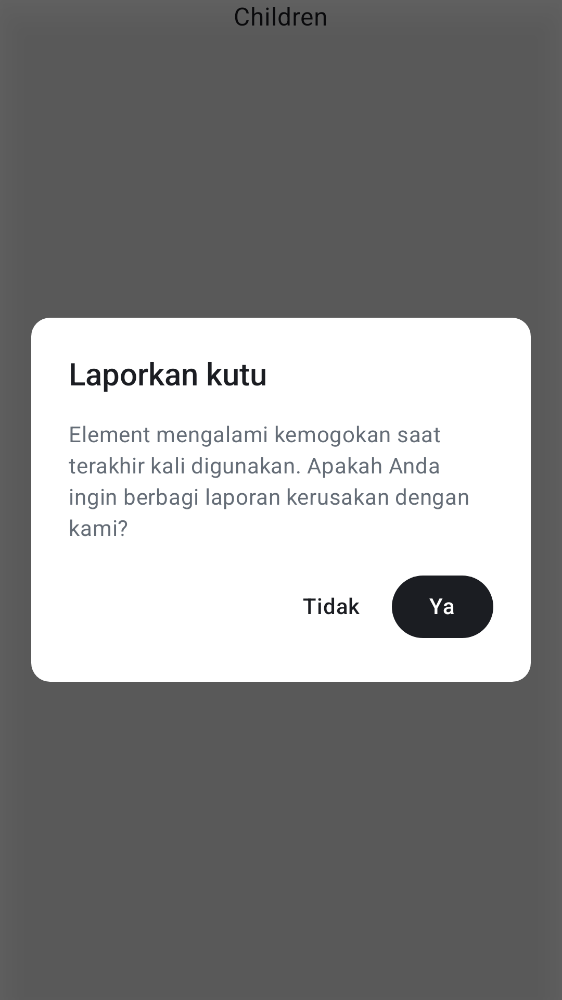 Children
Laporkan kutu
Element mengalami kemogokan saat
terakhir kali digunakan. Apakah Anda
ingin berbagi laporan kerusakan dengan
kami?
Tidak
Ya